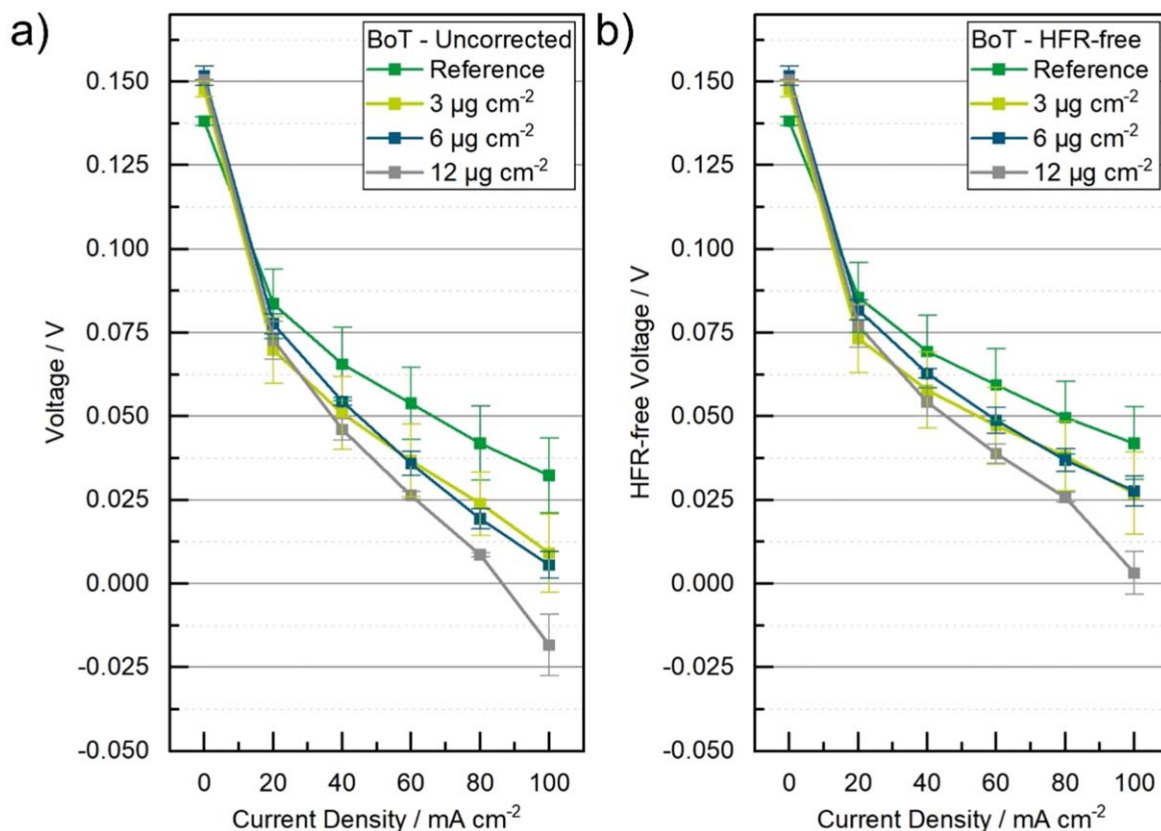 a)
BoT - Uncorrected
Reference
3 µg cm⁻²
6 µg cm⁻²
12 µg cm⁻²
Voltage / V
0.150
0.125
0.100
0.075
0.050
0.025
0.000
-0.025
-0.050
0 20 40 60 80 100
Current Density / mA cm⁻²
b)
BoT - HFR-free
Reference
3 µg cm⁻²
6 µg cm⁻²
12 µg cm⁻²
HFR-free Voltage / V
0.150
0.125
0.100
0.075
0.050
0.025
0.000
-0.025
-0.050
0 20 40 60 80 100
Current Density / mA cm⁻²